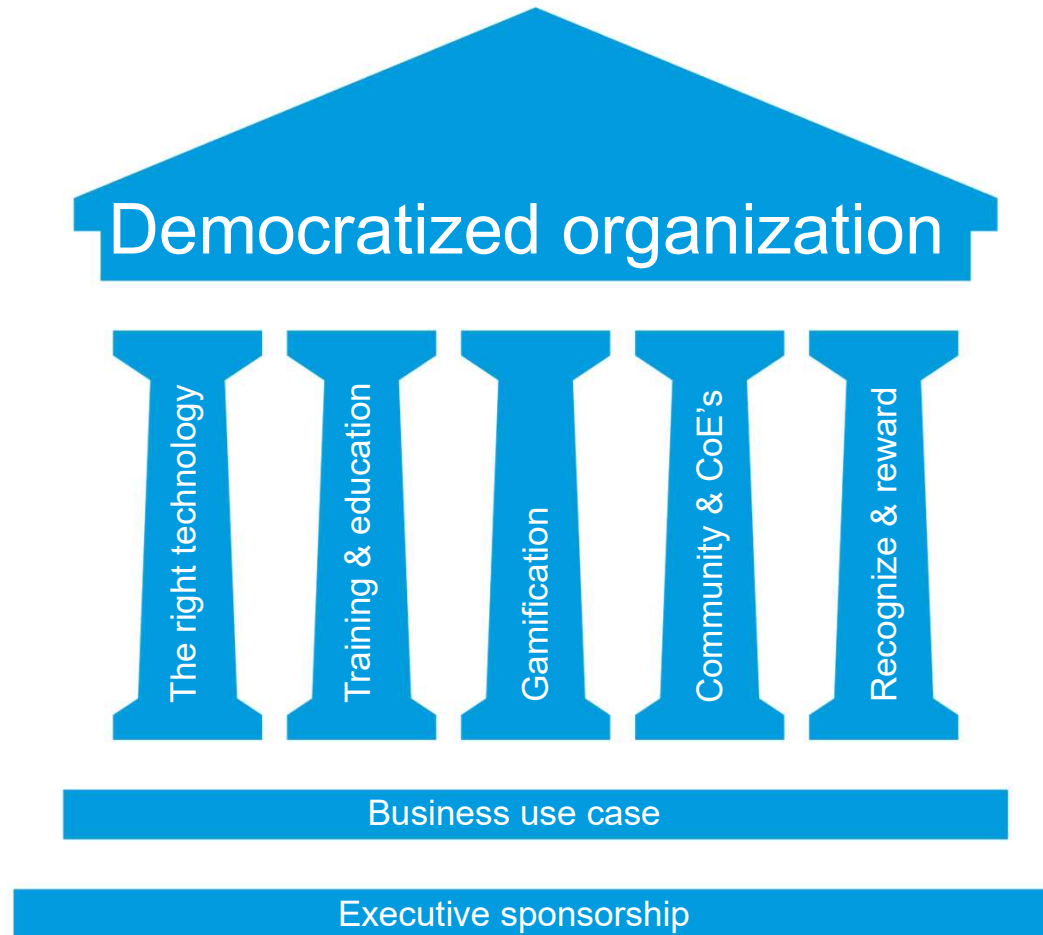 Democratized organization
The right technology
Training & education
Gamification
Community & CoE’s
Recognize & reward
Business use case
Executive sponsorship